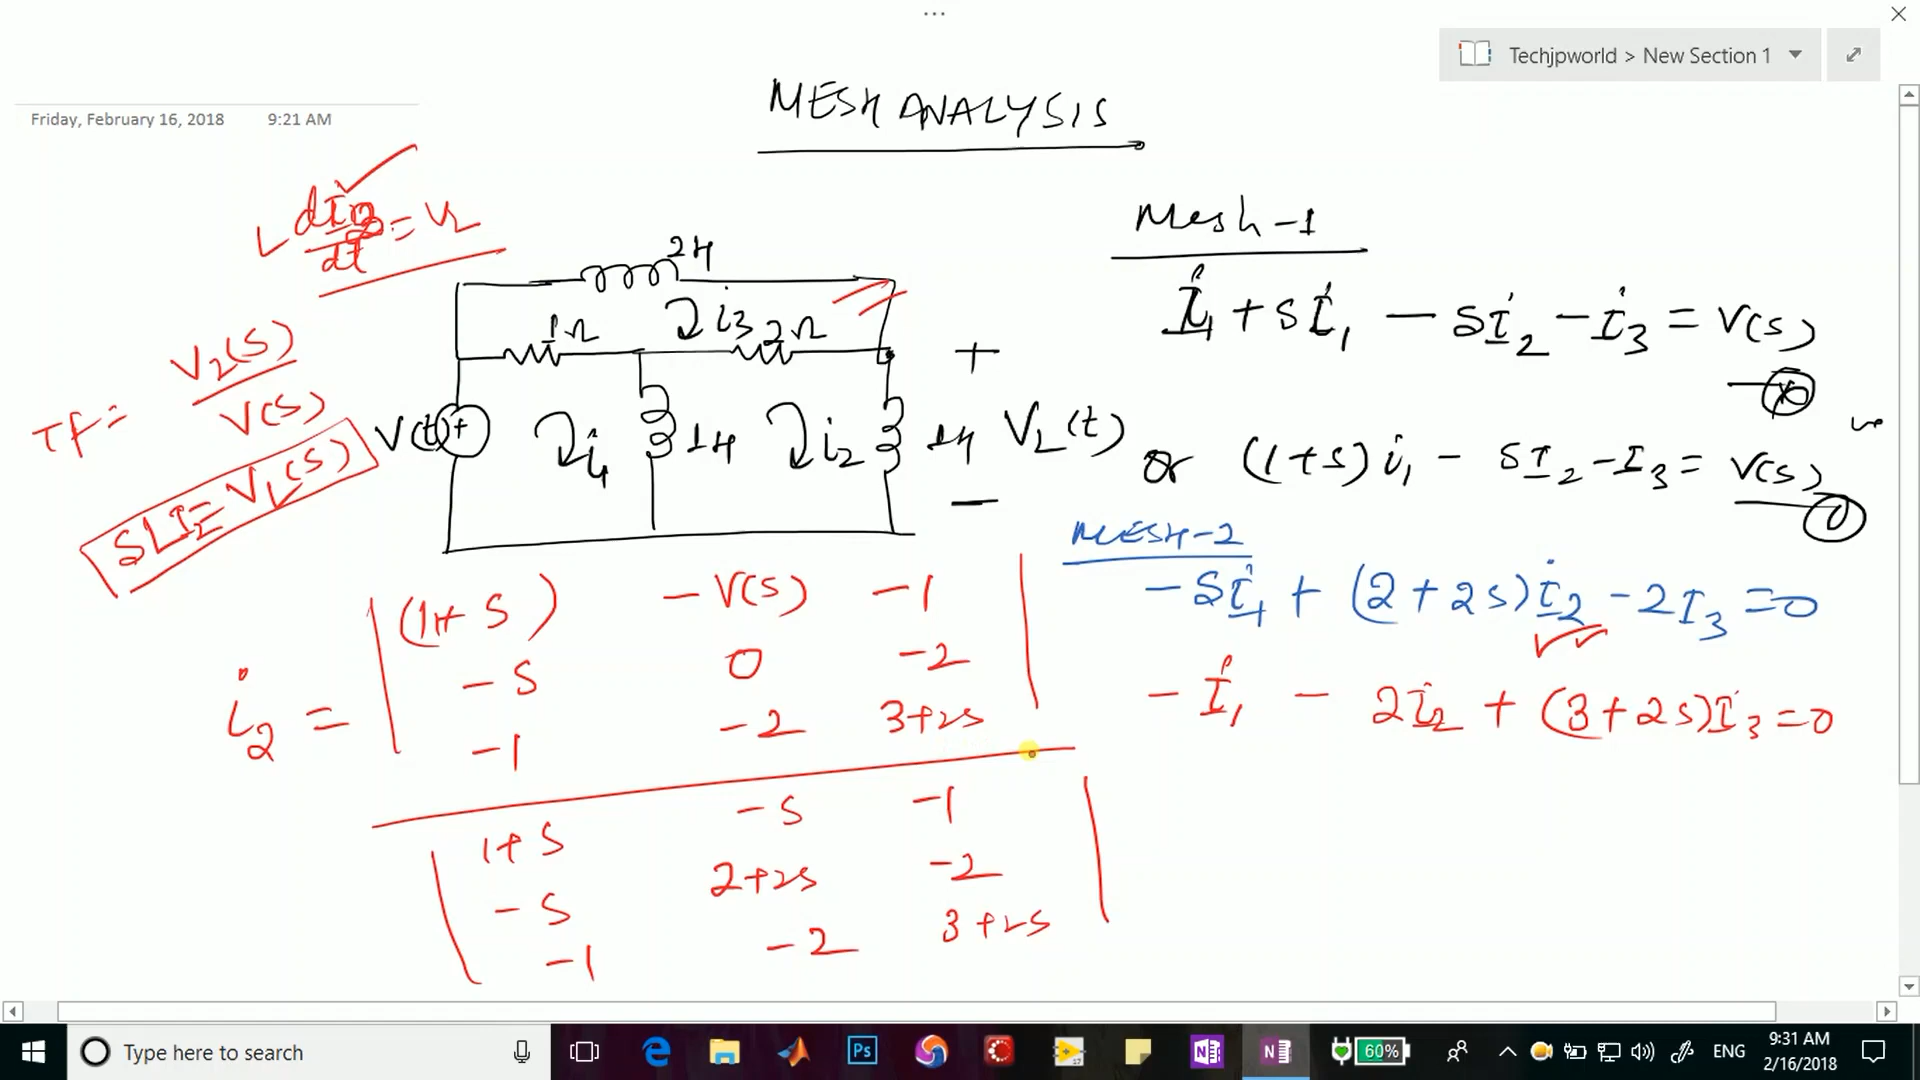 Techjpworld > New Section 1
MESH ANALYSIS
Friday, February 16, 2018 9:21 AM
L dI2/dt = VL
TF = V2(S)/V(S)
SLI2 = VL(S)
2H
1Ω
i3
2Ω
V(t)
+
i1
1H
i2
1H
+
VL(t)
−
Mesh-1
I1 + SI1 − SI2 − I3 = V(S)
or (1+S)i1 − SI2 − I3 = V(S)
MESH-2
−SI1 + (2+2S)I2 − 2I3 = 0
−I1 − 2I2 + (3+2S)I3 = 0
i2 =
(1+S) −V(S) −1
−S 0 −2
−1 −2 3+2S
1+S −S −1
−S 2+2S −2
−1 −2 3+2S
Type here to search
60%
ENG
9:31 AM
2/16/2018